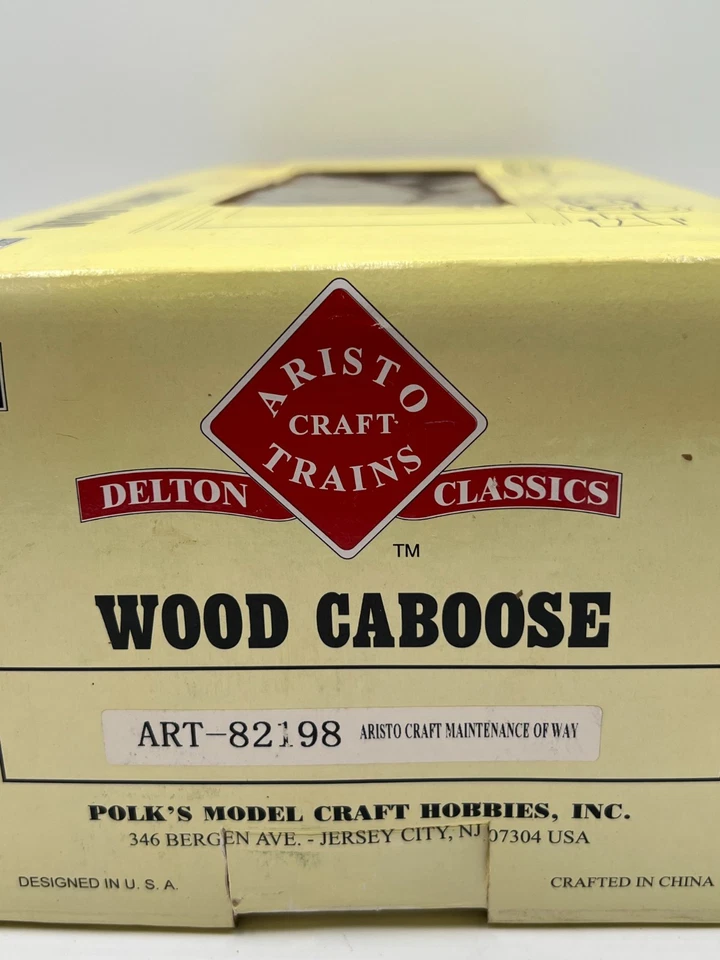 ARISTO
CRAFT
TRAINS
DELTON CLASSICS
TM
WOOD CABOOSE
ART-82198 ARISTO CRAFT MAINTENANCE OF WAY
POLK'S MODEL CRAFT HOBBIES, INC.
346 BERGEN AVE. - JERSEY CITY, NJ 07304 USA
DESIGNED IN U. S. A. CRAFTED IN CHINA